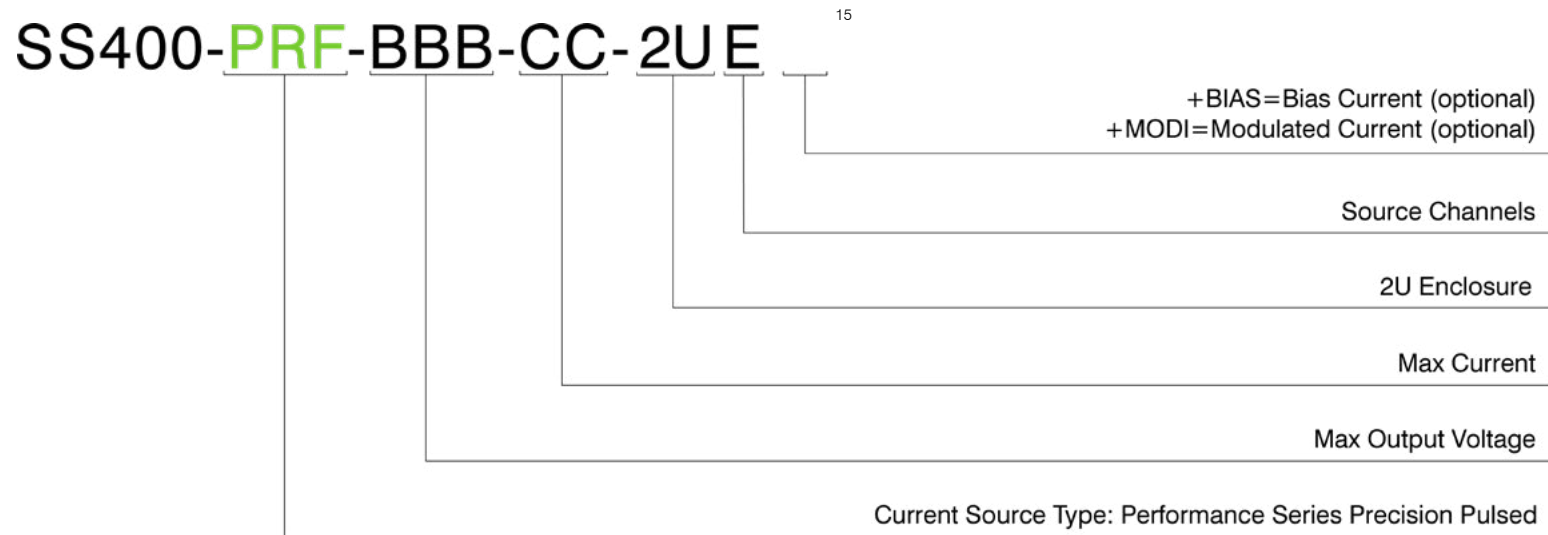 15
SS400-PRF-BBB-CC-2UE
+BIAS=Bias Current (optional)
+MODI=Modulated Current (optional)
Source Channels
2U Enclosure
Max Current
Max Output Voltage
Current Source Type: Performance Series Precision Pulsed